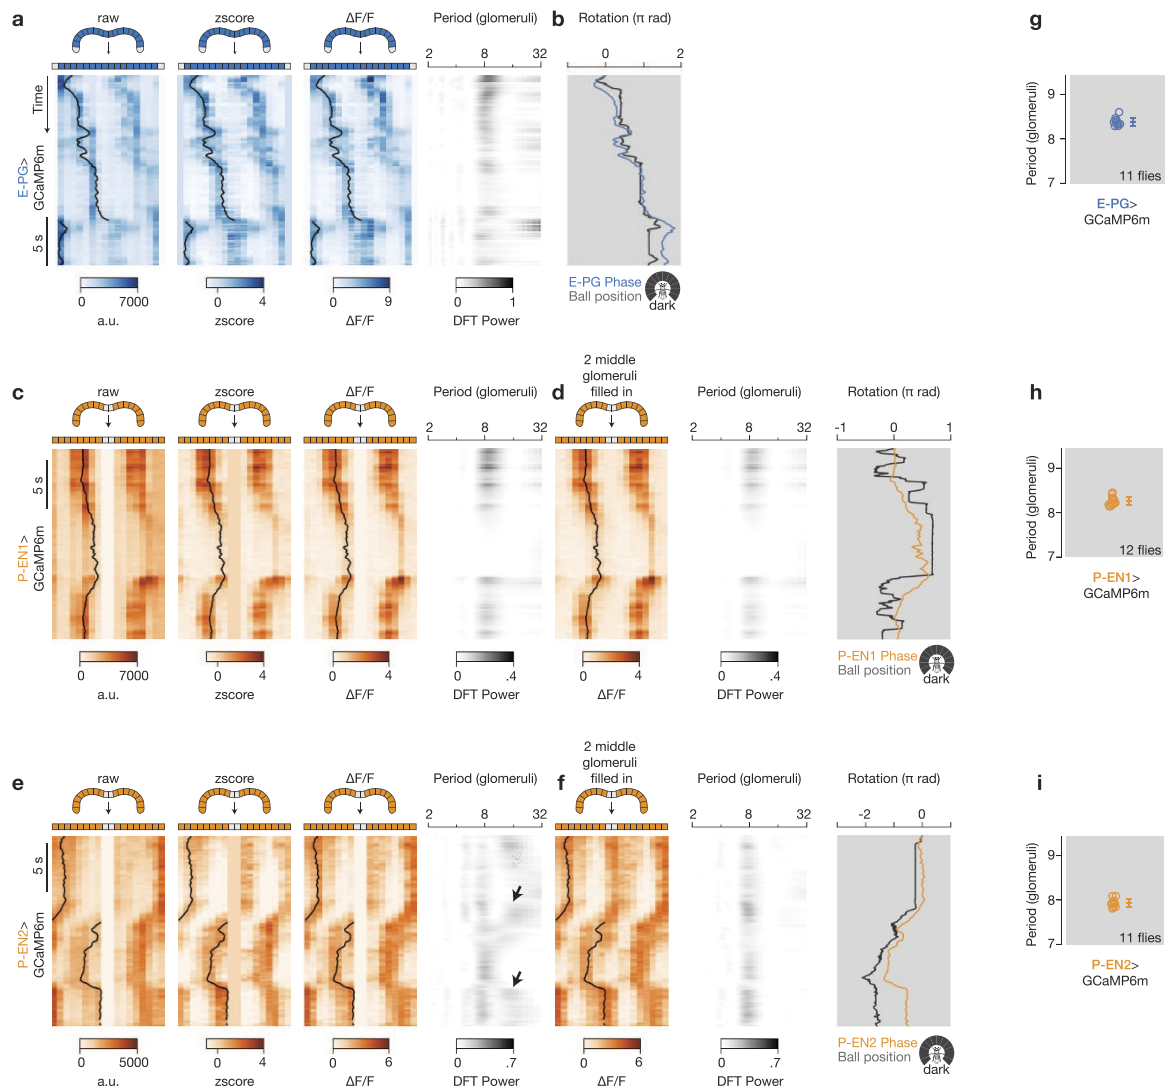 a
raw
zscore
ΔF/F
Period (glomeruli)
2 8 32
b
Rotation (π rad)
0 2
Time
E-PG>
GCaMP6m
5 s
0 7000
a.u.
0 4
zscore
0 9
ΔF/F
0 1
DFT Power
E-PG Phase
Ball position
dark
g
Period (glomeruli)
9
8
7
11 flies
E-PG>
GCaMP6m
c
raw
zscore
ΔF/F
Period (glomeruli)
2 8 32
d
2 middle
glomeruli
filled in
Period (glomeruli)
2 8 32
Rotation (π rad)
-1 0 1
5 s
P-EN1>
GCaMP6m
0 7000
a.u.
0 4
zscore
0 4
ΔF/F
0 .4
DFT Power
0 4
ΔF/F
0 .4
DFT Power
P-EN1 Phase
Ball position
dark
h
Period (glomeruli)
9
8
7
12 flies
P-EN1>
GCaMP6m
e
raw
zscore
ΔF/F
Period (glomeruli)
2 8 32
f
2 middle
glomeruli
filled in
Period (glomeruli)
2 8 32
Rotation (π rad)
-2 0
5 s
P-EN2>
GCaMP6m
0 5000
a.u.
0 4
zscore
0 6
ΔF/F
0 .7
DFT Power
0 6
ΔF/F
0 .7
DFT Power
P-EN2 Phase
Ball position
dark
i
Period (glomeruli)
9
8
7
11 flies
P-EN2>
GCaMP6m